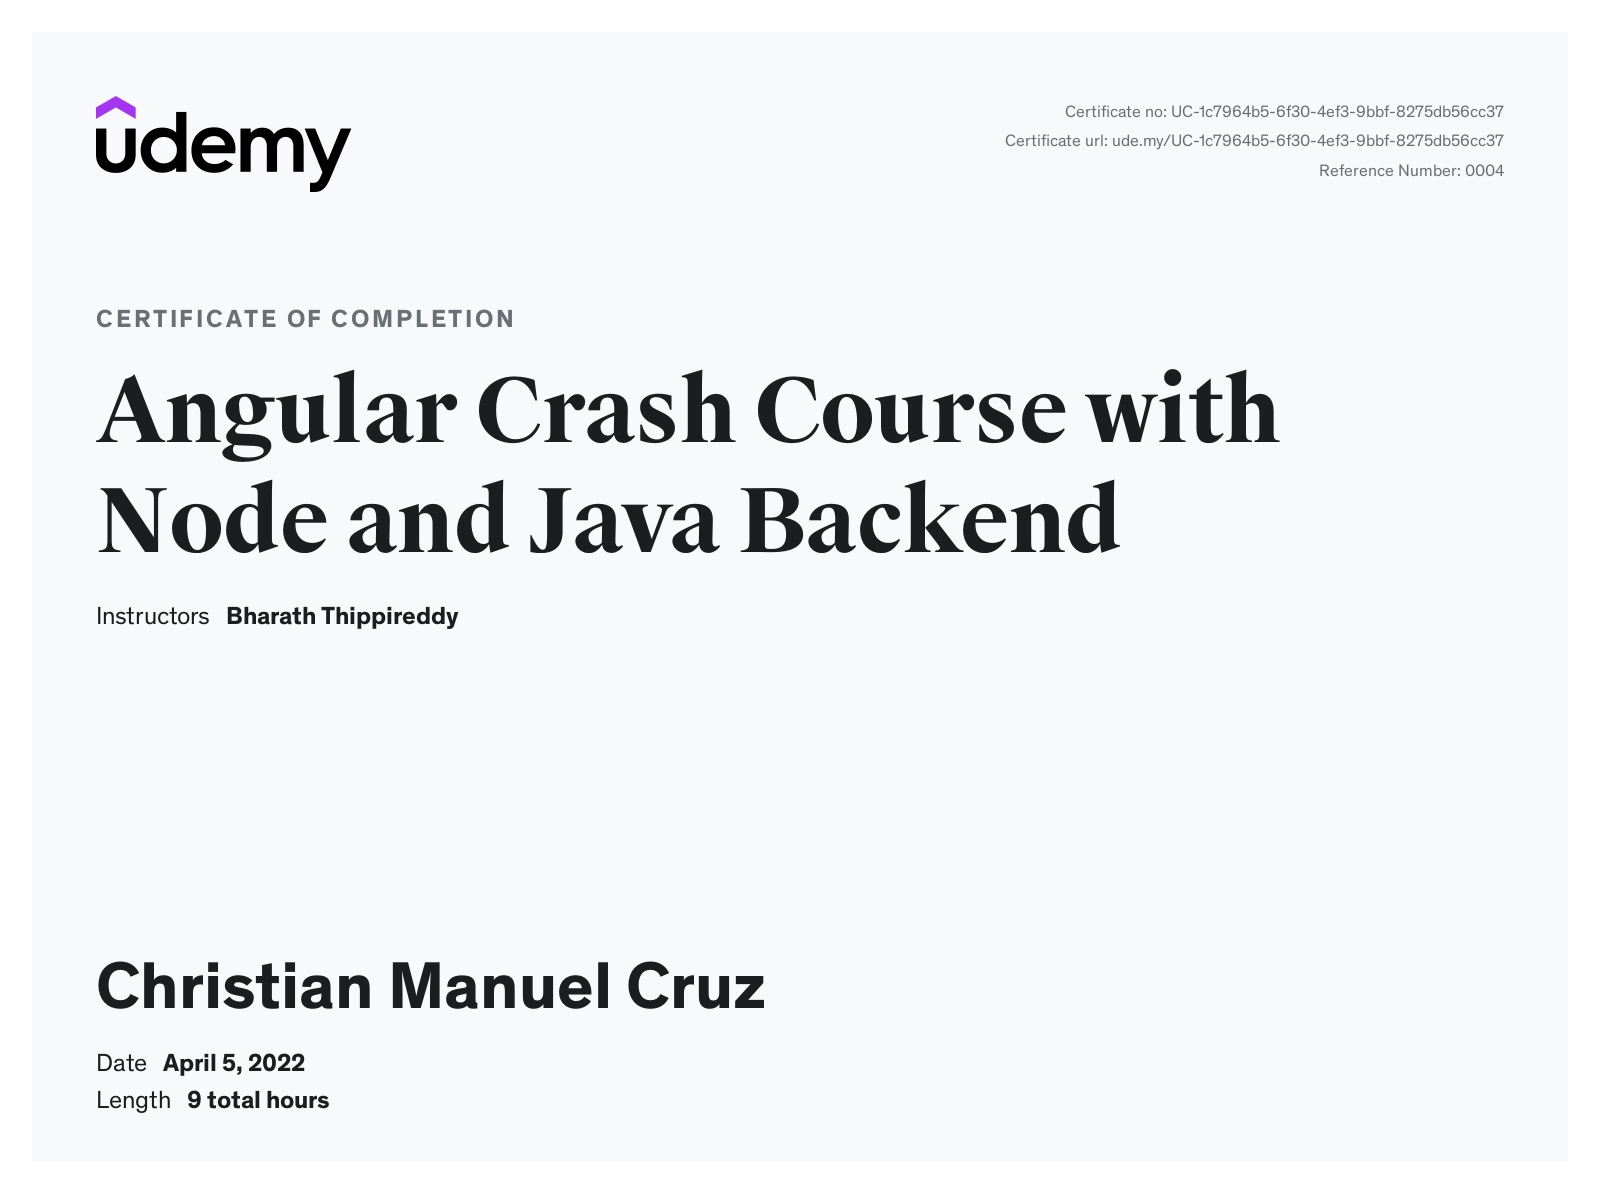 udemy
Certificate no: UC-1c7964b5-6f30-4ef3-9bbf-8275db56cc37
Certificate url: ude.my/UC-1c7964b5-6f30-4ef3-9bbf-8275db56cc37
Reference Number: 0004
CERTIFICATE OF COMPLETION
Angular Crash Course with
Node and Java Backend
Instructors Bharath Thippireddy
Christian Manuel Cruz
Date April 5, 2022
Length 9 total hours